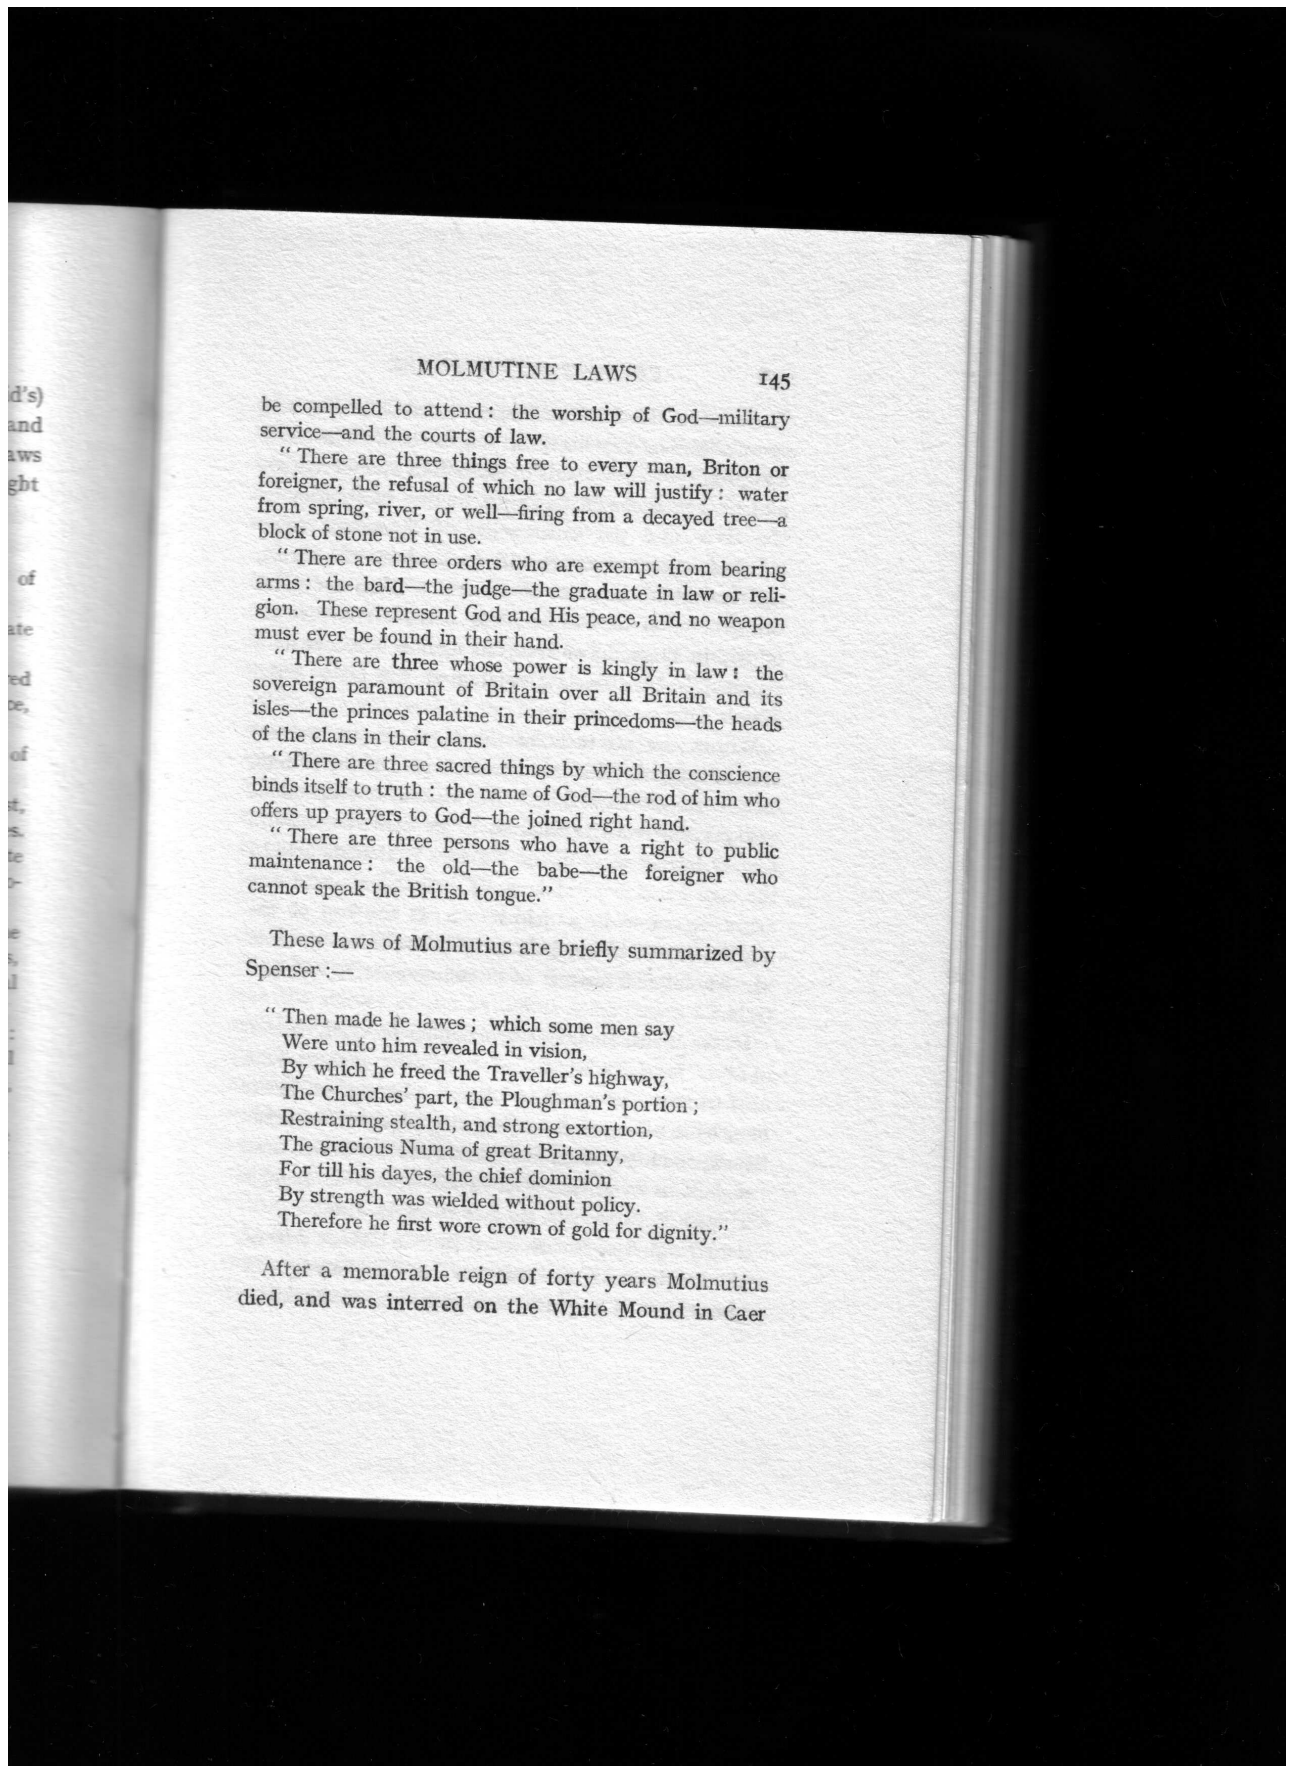 d's)
and
aws
ght
of
ate
red
ce,
of
st,
s.
te
o-
e
s,
l
MOLMUTINE LAWS 145
be compelled to attend : the worship of God—military
service—and the courts of law.
“ There are three things free to every man, Briton or
foreigner, the refusal of which no law will justify : water
from spring, river, or well—firing from a decayed tree—a
block of stone not in use.
“ There are three orders who are exempt from bearing
arms : the bard—the judge—the graduate in law or reli-
gion. These represent God and His peace, and no weapon
must ever be found in their hand.
“ There are three whose power is kingly in law : the
sovereign paramount of Britain over all Britain and its
isles—the princes palatine in their princedoms—the heads
of the clans in their clans.
“ There are three sacred things by which the conscience
binds itself to truth : the name of God—the rod of him who
offers up prayers to God—the joined right hand.
“ There are three persons who have a right to public
maintenance : the old—the babe—the foreigner who
cannot speak the British tongue.”
These laws of Molmutius are briefly summarized by
Spenser :—
“ Then made he lawes ; which some men say
Were unto him revealed in vision,
By which he freed the Traveller's highway,
The Churches' part, the Ploughman's portion ;
Restraining stealth, and strong extortion,
The gracious Numa of great Britanny,
For till his dayes, the chief dominion
By strength was wielded without policy.
Therefore he first wore crown of gold for dignity.”
After a memorable reign of forty years Molmutius
died, and was interred on the White Mound in Caer